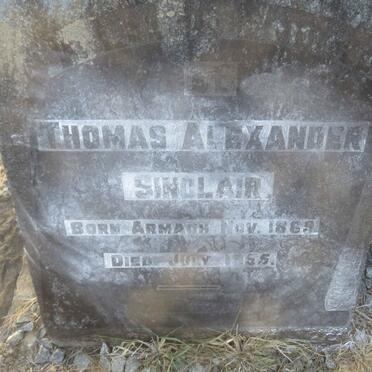 THOMAS ALEXANDER
SINCLAIR.
BORN ARMAGH NOV.
DIED JULY